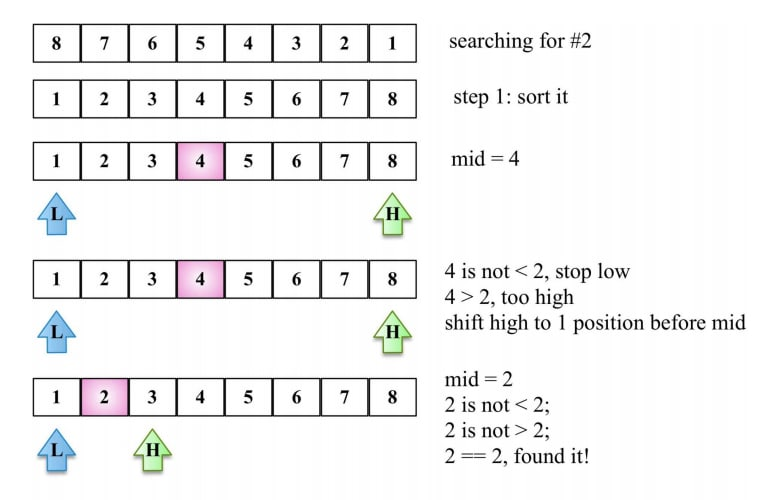 8 7 6 5 4 3 2 1 searching for #2
1 2 3 4 5 6 7 8 step 1: sort it
1 2 3 4 5 6 7 8 mid = 4
L H
1 2 3 4 5 6 7 8
4 is not < 2, stop low
4 > 2, too high
shift high to 1 position before mid
L H
1 2 3 4 5 6 7 8
mid = 2
2 is not < 2;
2 is not > 2;
2 == 2, found it!
L H